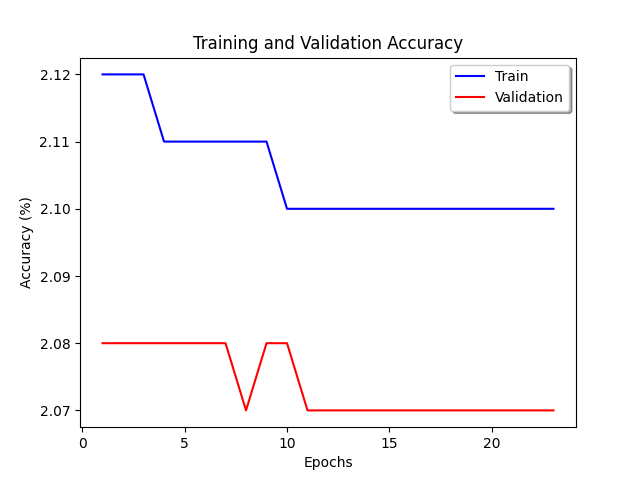 Training and Validation Accuracy
Train
Validation
2.12
2.11
2.10
2.09
2.08
2.07
Accuracy (%)
0
5
10
15
20
Epochs